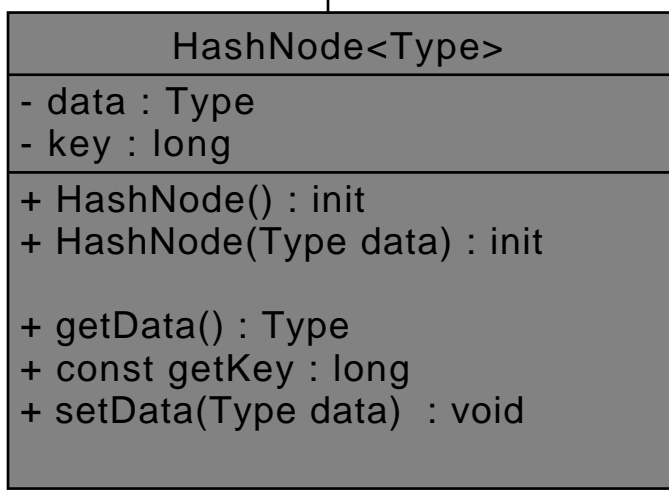 HashNode<Type>
- data : Type
- key : long
+ HashNode() : init
+ HashNode(Type data) : init
+ getData() : Type
+ const getKey : long
+ setData(Type data) : void